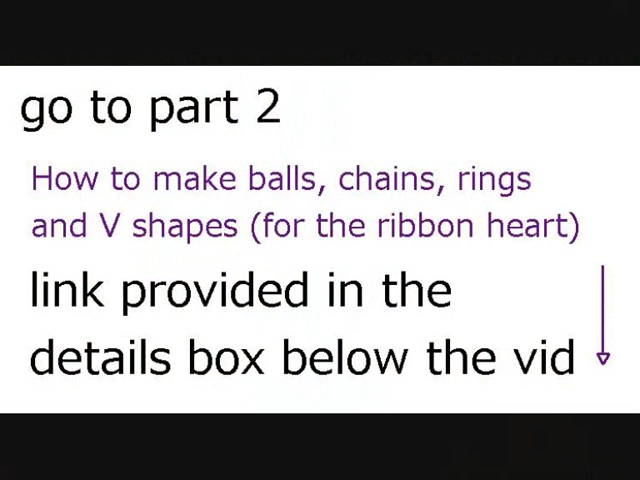 go to part 2
How to make balls, chains, rings
and V shapes (for the ribbon heart)
link provided in the
details box below the vid